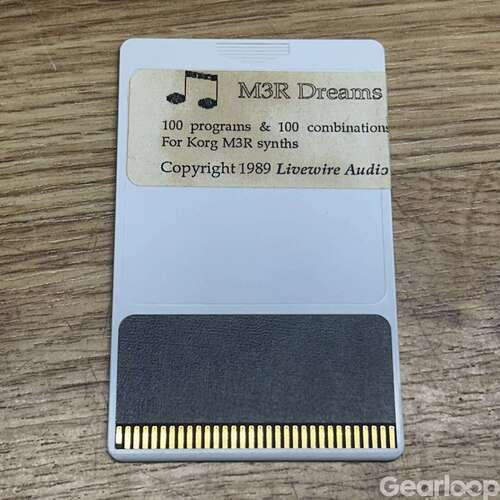 M3R Dreams
100 programs & 100 combinations
For Korg M3R synths
Copyright 1989 Livewire Audio
Gearloop